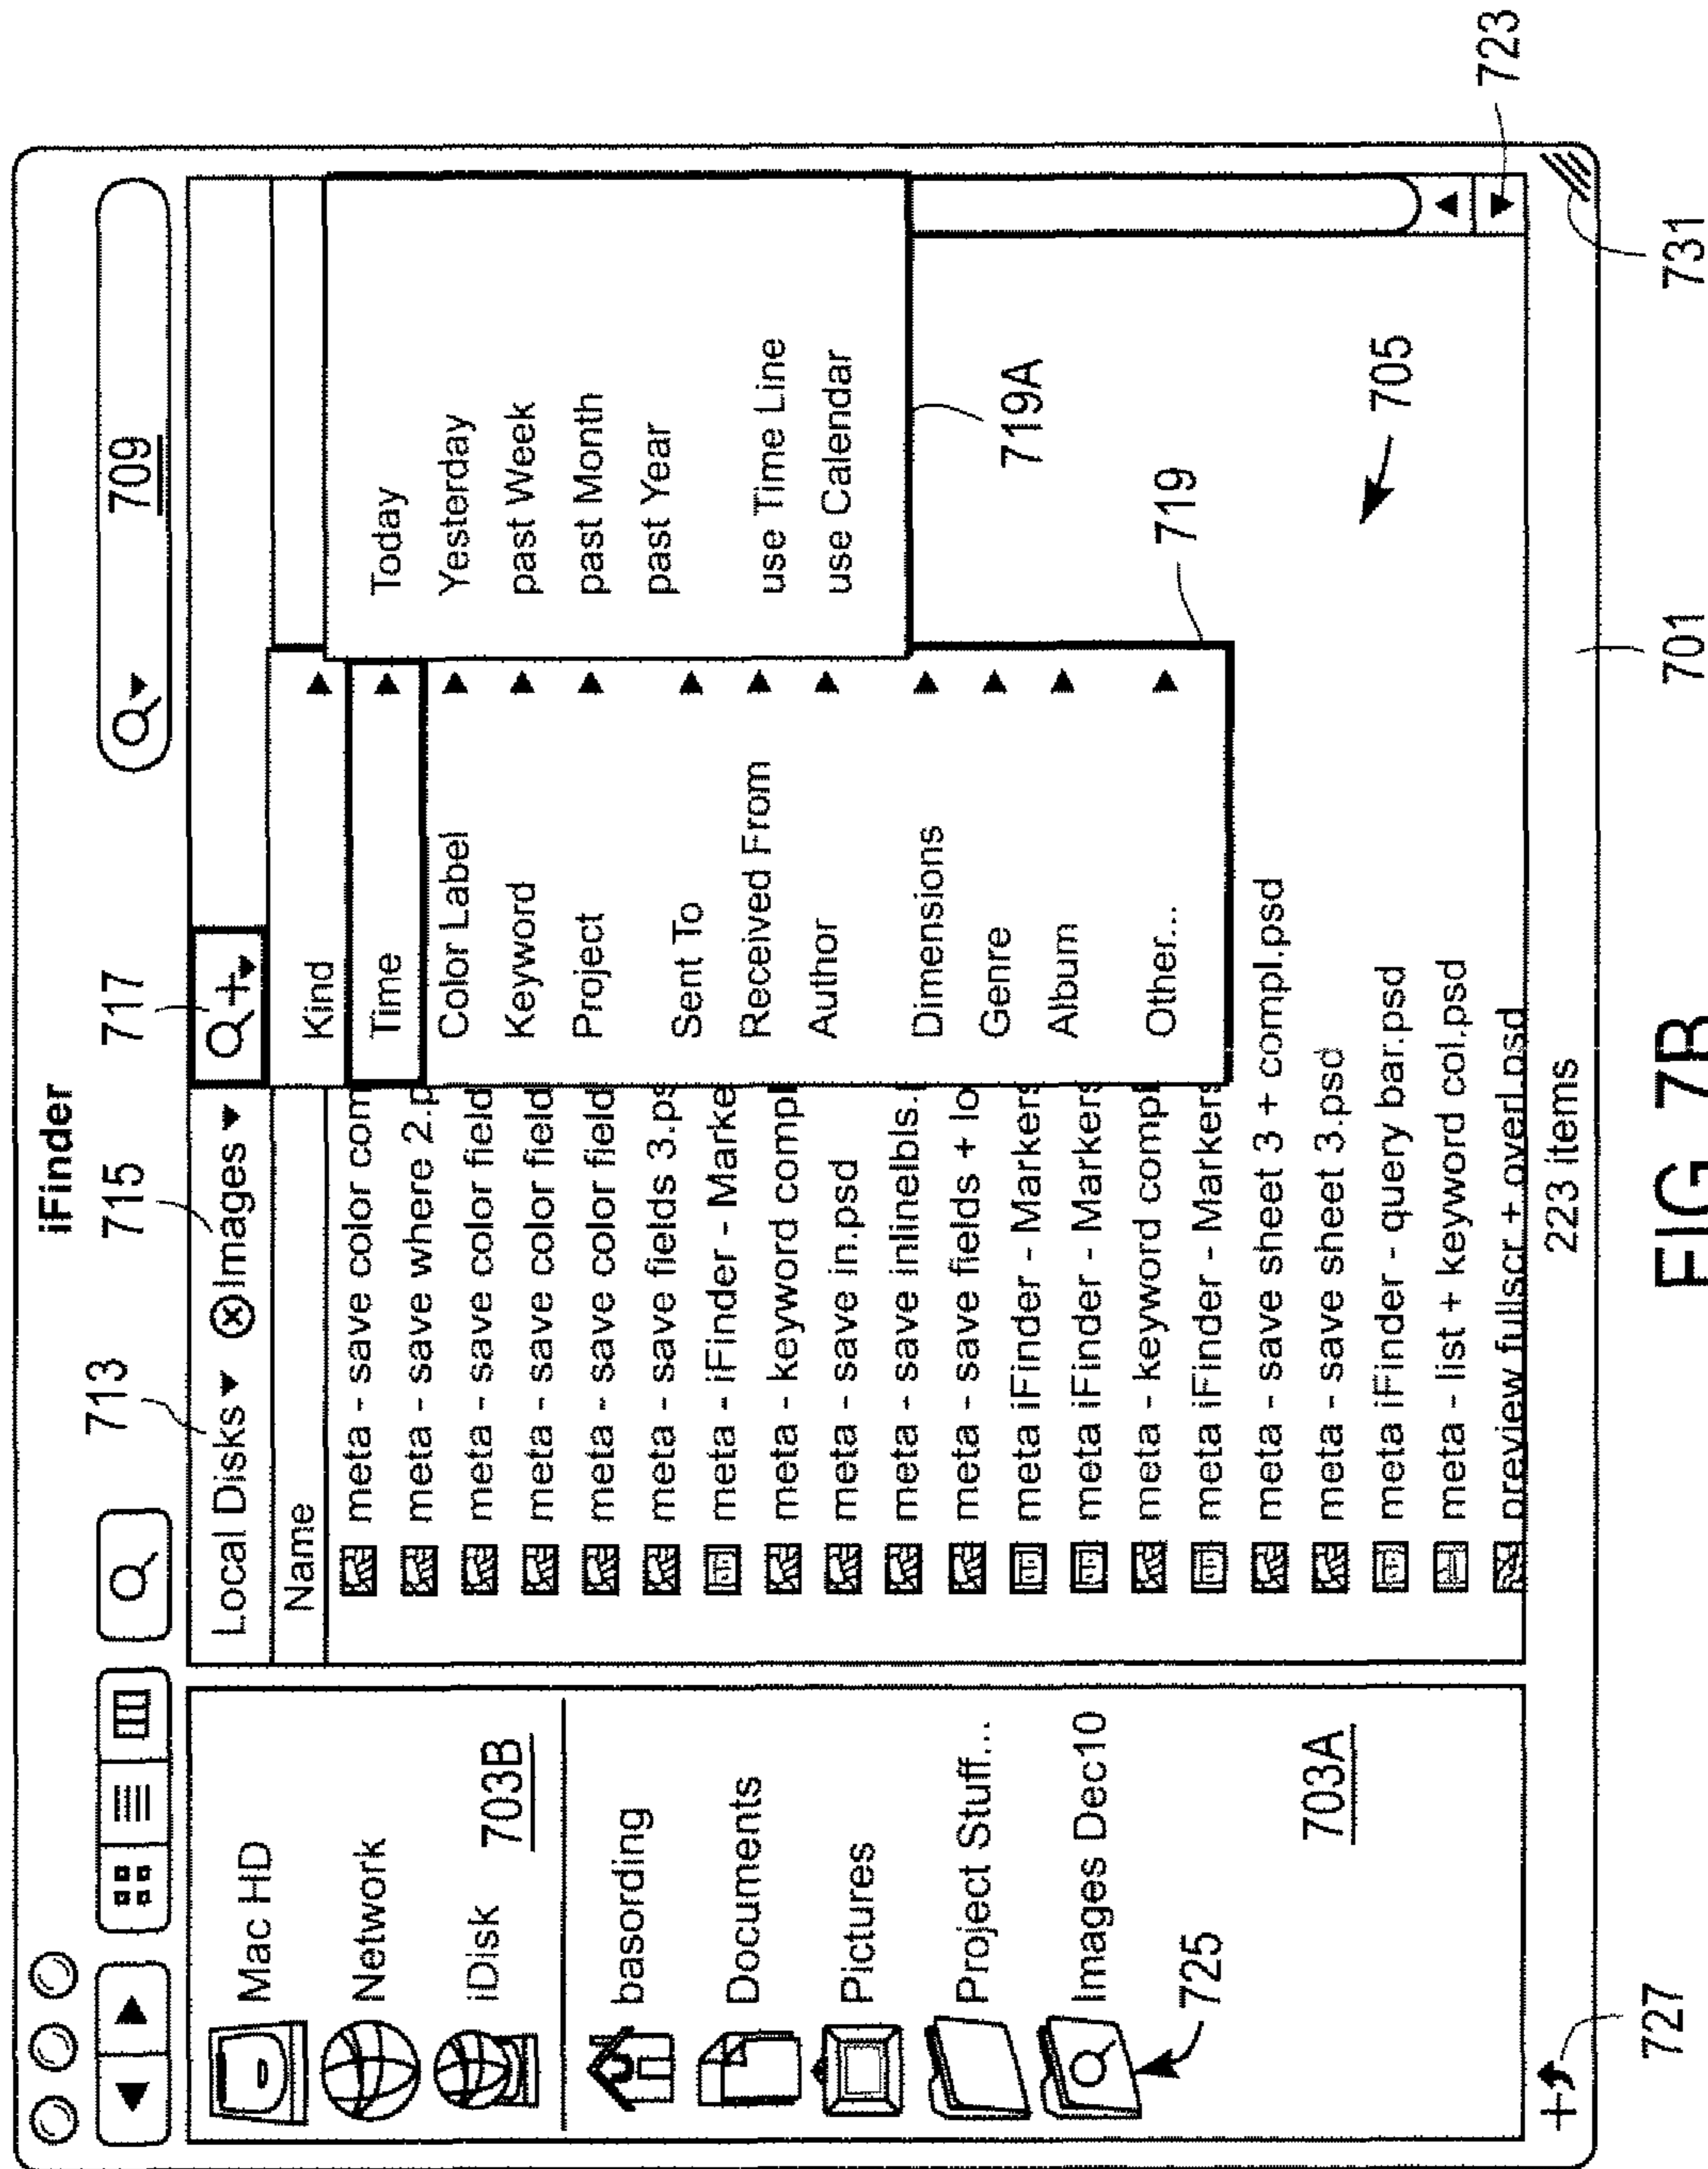 iFinder
709
713
715
717
Local Disks
Images
Name
Mac HD
Network
iDisk
703B
basording
Documents
Pictures
Project Stuff...
Images Dec10
725
703A
meta - save color com
meta - save where 2.p
meta - save color field
meta - save color field
meta - save color field
meta - save fields 3.ps
meta - iFinder - Marke
meta - keyword compl
meta - save in.psd
meta - save inlinelbls.
meta - save fields + lo
meta iFinder - Markers
meta iFinder - Markers
meta - keyword compl
meta iFinder - Markers
meta - save sheet 3 + compl.psd
meta - save sheet 3.psd
meta iFinder - query bar.psd
meta - list + keyword col.psd
preview fullscr + overl.psd
Kind
Time
Color Label
Keyword
Project
Sent To
Received From
Author
Dimensions
Genre
Album
Other...
Today
Yesterday
past Week
past Month
past Year
use Time Line
use Calendar
719A
719
705
723
223 items
727
701
731
FIG. 7B